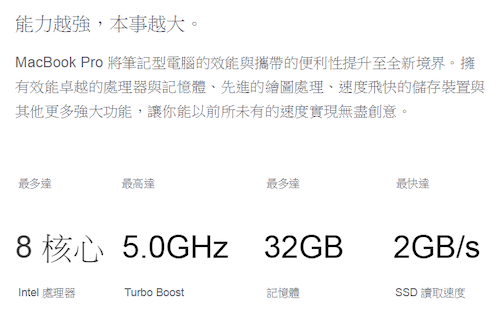 能力越強，本事越大。
MacBook Pro 將筆記型電腦的效能與攜帶的便利性提升至全新境界。擁
有效能卓越的處理器與記憶體、先進的繪圖處理、速度飛快的儲存裝置與
其他更多強大功能，讓你能以前所未有的速度實現無盡創意。
最多達 最高達 最多達 最快達
8 核心 5.0GHz 32GB 2GB/s
Intel 處理器 Turbo Boost 記憶體 SSD 讀取速度